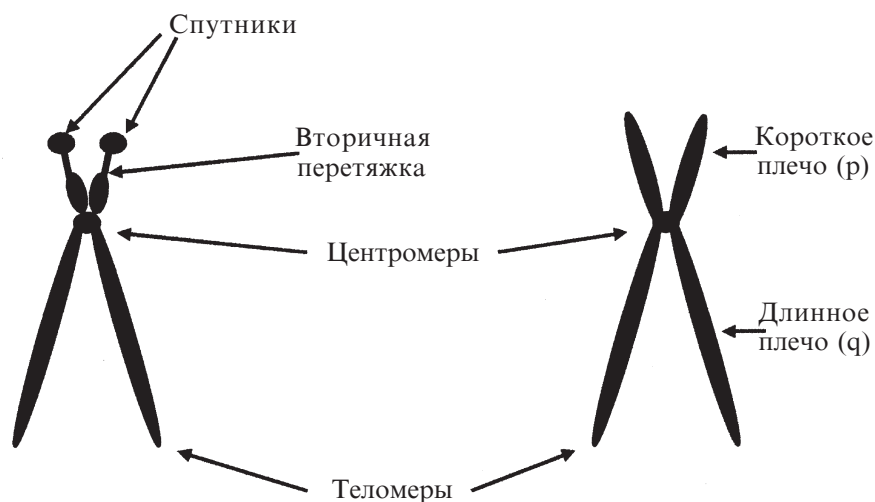 Спутники
Вторичная
перетяжка
Короткое
плечо (p)
Центромеры
Длинное
плечо (q)
Теломеры